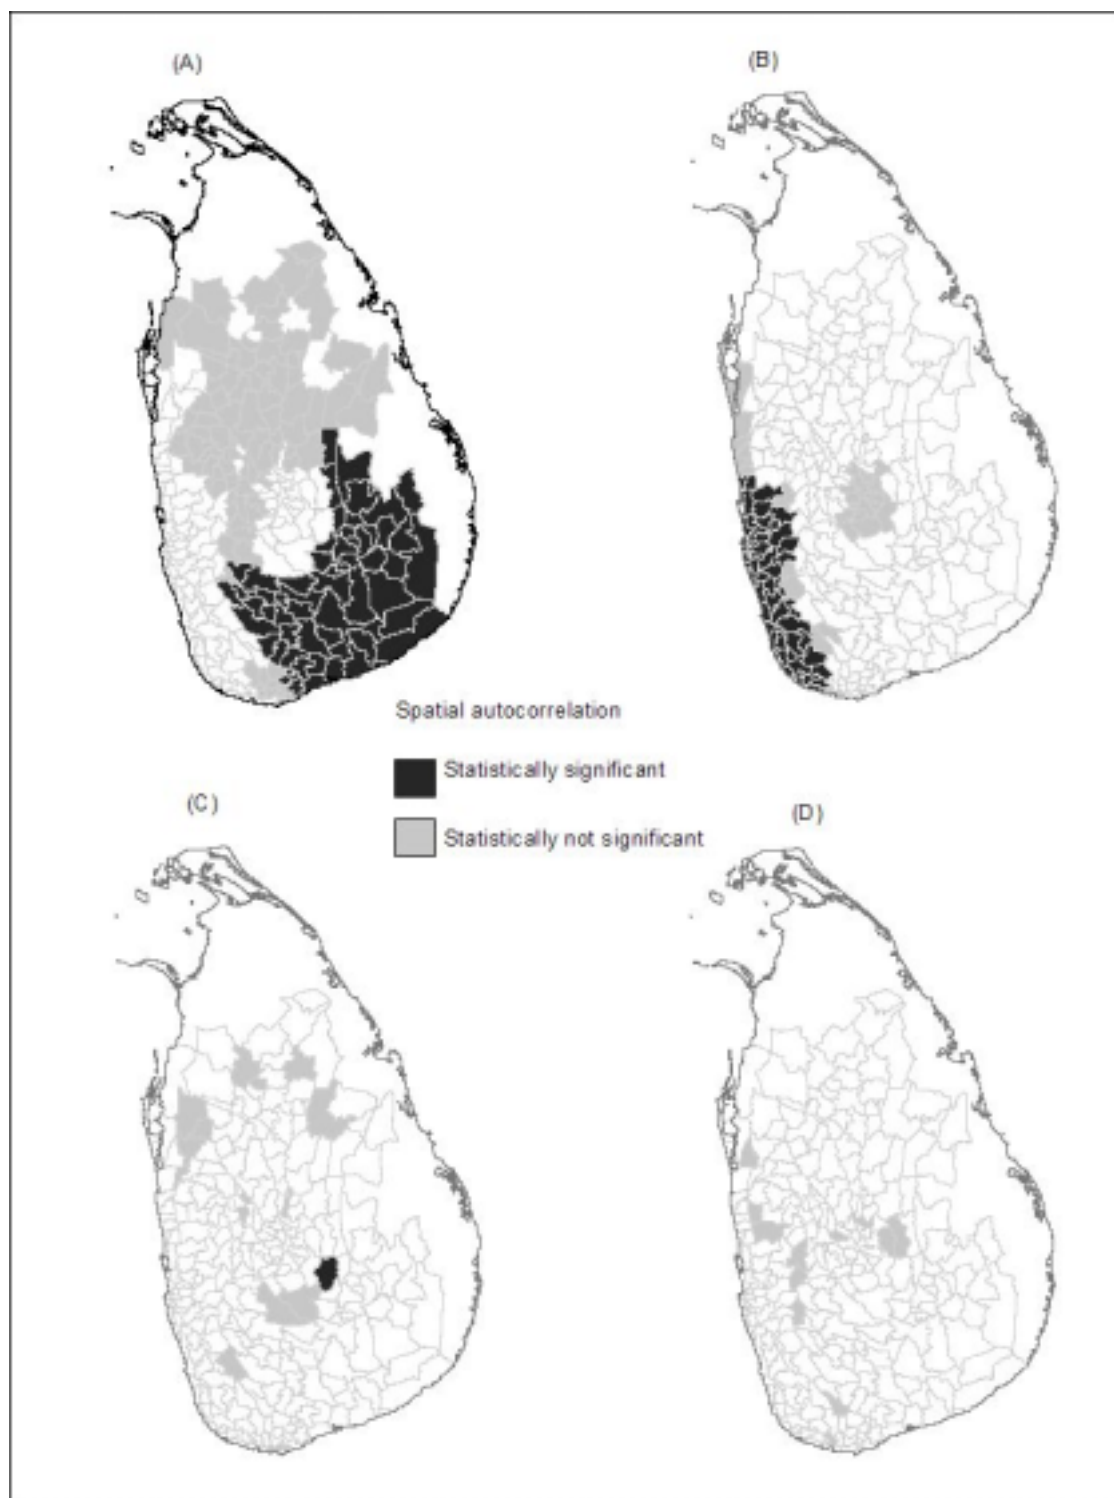 (A)
(B)
Spatial autocorrelation
Statistically significant
(C)
(D)
Statistically not significant